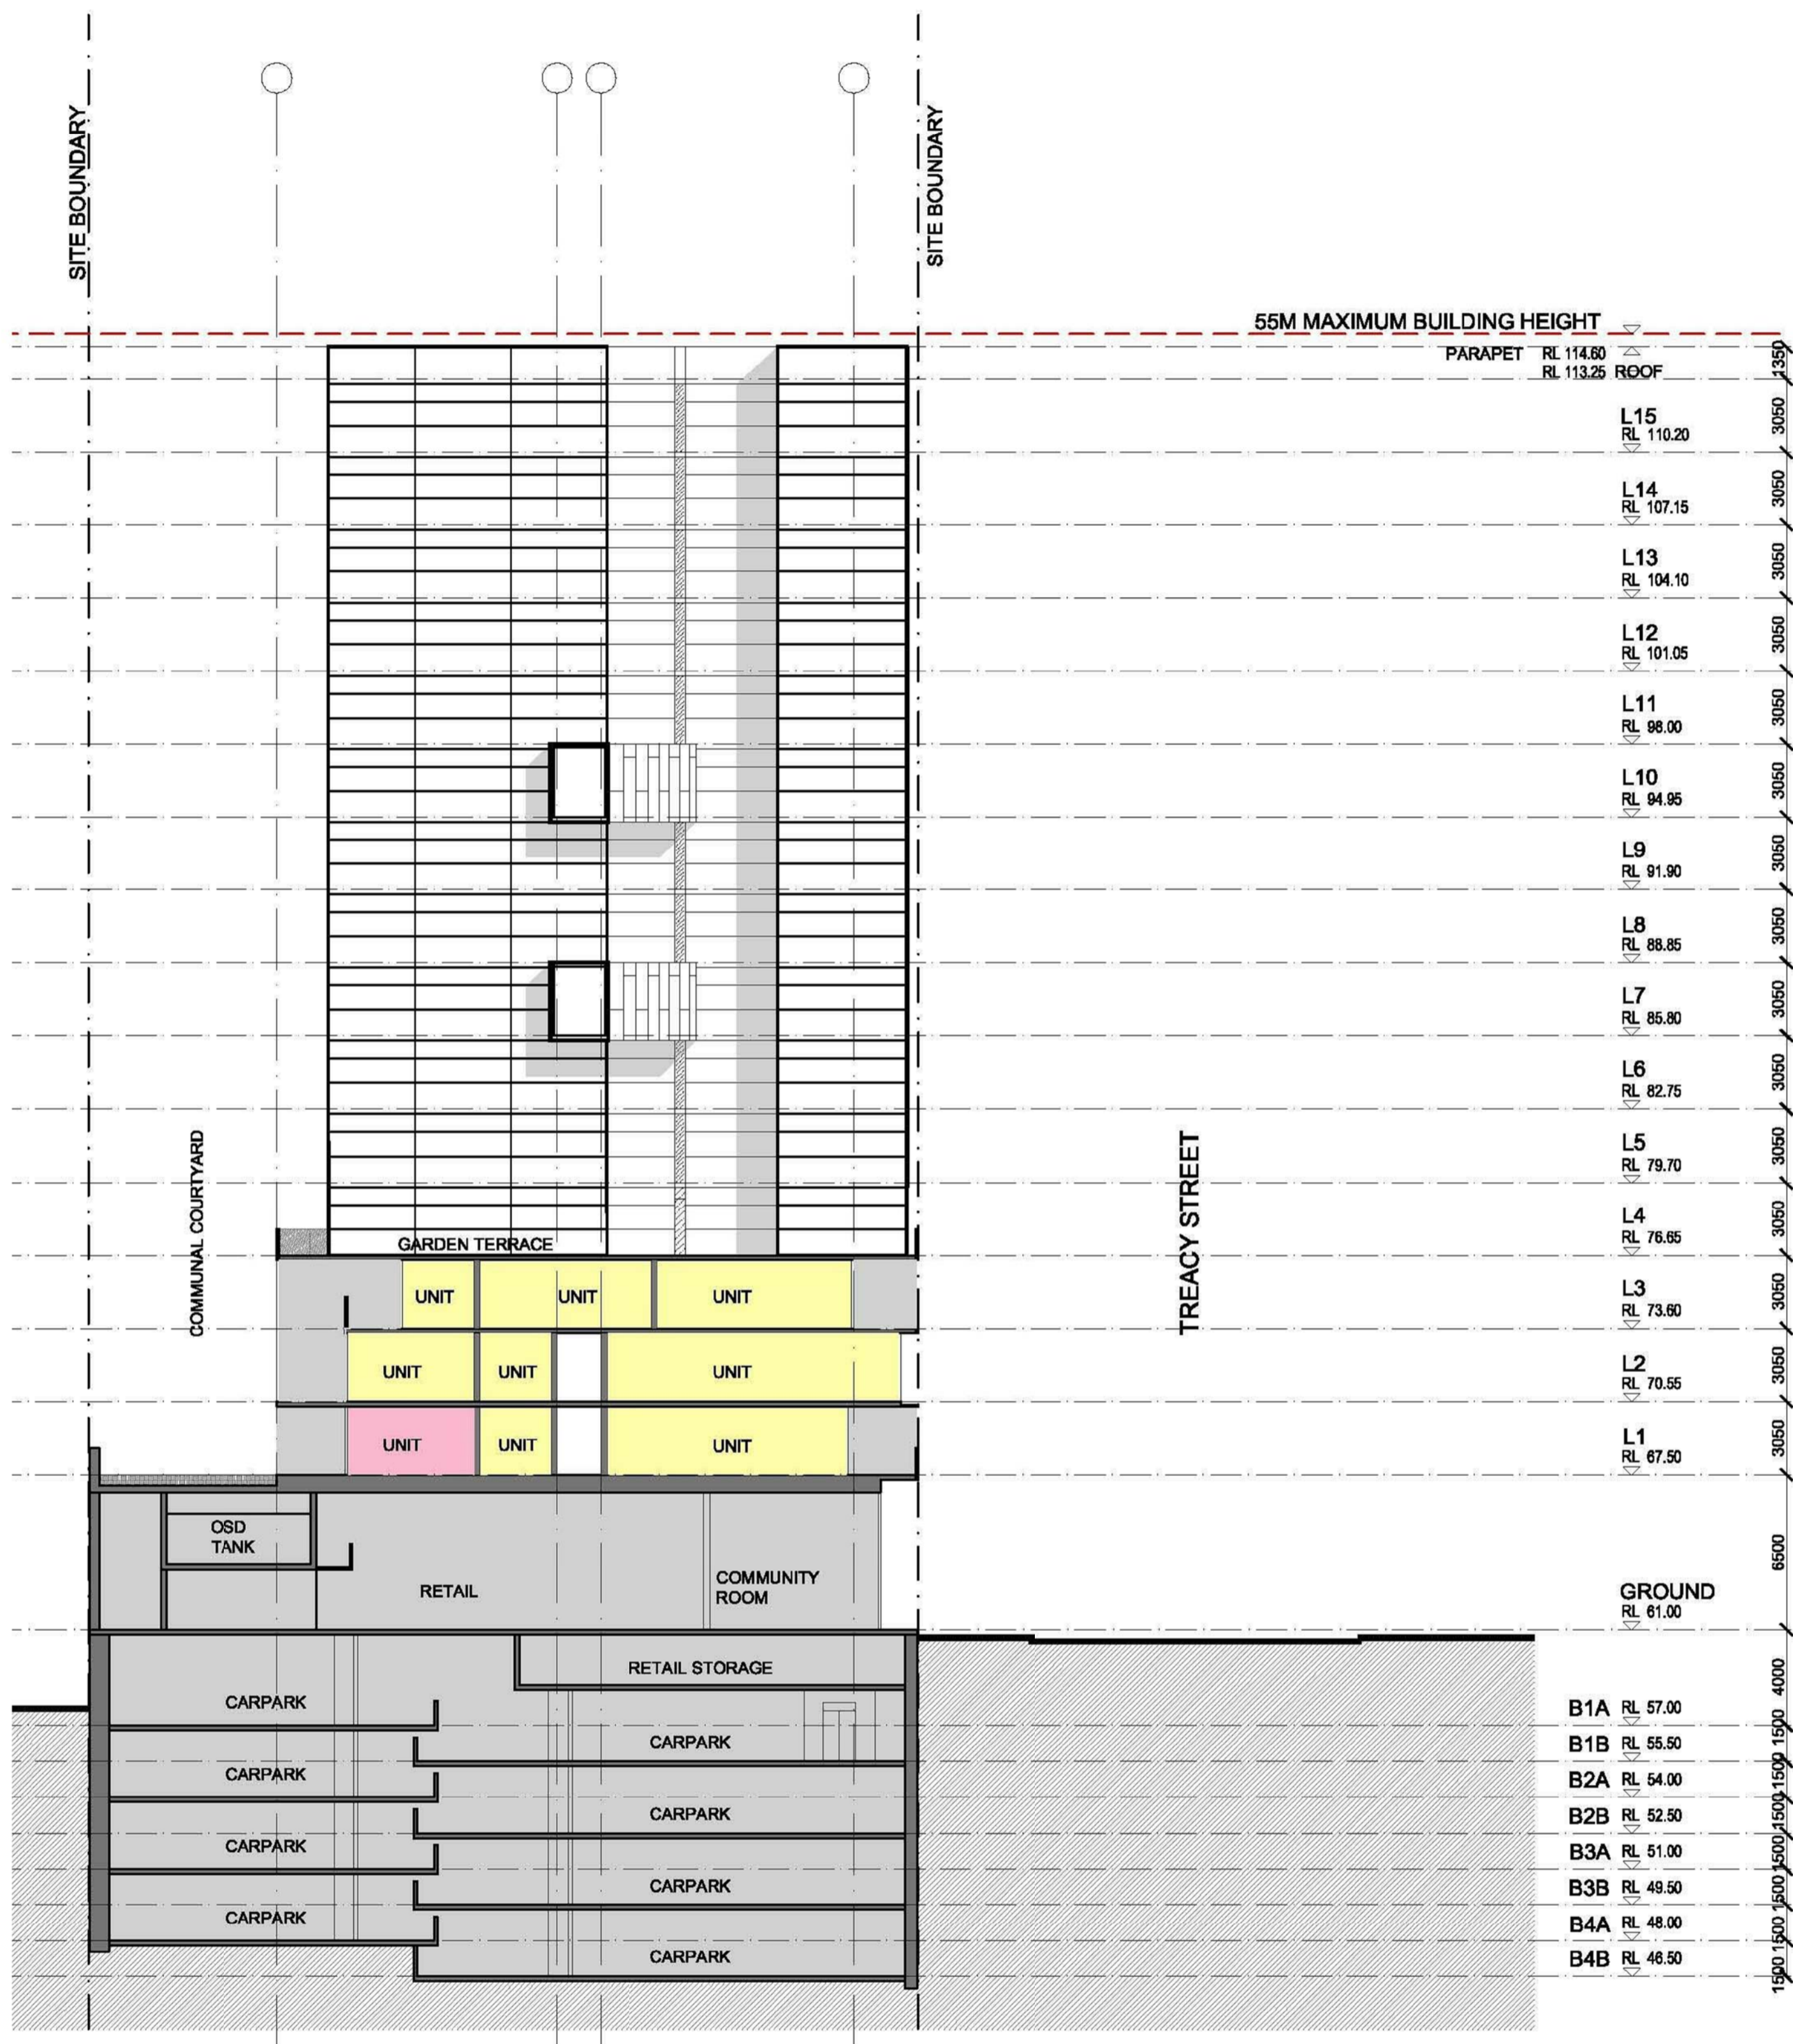 SITE BOUNDARY
SITE BOUNDARY
55M MAXIMUM BUILDING HEIGHT
PARAPET RL 114.60
RL 113.25 ROOF
1350
L15
RL 110.20
3050
L14
RL 107.15
3050
L13
RL 104.10
3050
L12
RL 101.05
3050
L11
RL 98.00
3050
L10
RL 94.95
3050
L9
RL 91.90
3050
L8
RL 88.85
3050
L7
RL 85.80
3050
L6
RL 82.75
3050
L5
RL 79.70
3050
L4
RL 76.65
3050
COMMUNAL COURTYARD
TREACY STREET
GARDEN TERRACE
UNIT UNIT UNIT
L3
RL 73.60
3050
UNIT UNIT UNIT
L2
RL 70.55
3050
UNIT UNIT UNIT
L1
RL 67.50
3050
OSD
TANK
RETAIL
COMMUNITY
ROOM
6500
GROUND
RL 61.00
RETAIL STORAGE
4000
CARPARK
B1A RL 57.00
1500
CARPARK
B1B RL 55.50
1500
CARPARK
B2A RL 54.00
1500
CARPARK
B2B RL 52.50
1500
CARPARK
B3A RL 51.00
1500
CARPARK
B3B RL 49.50
1500
CARPARK
B4A RL 48.00
1500
CARPARK
B4B RL 46.50
1500